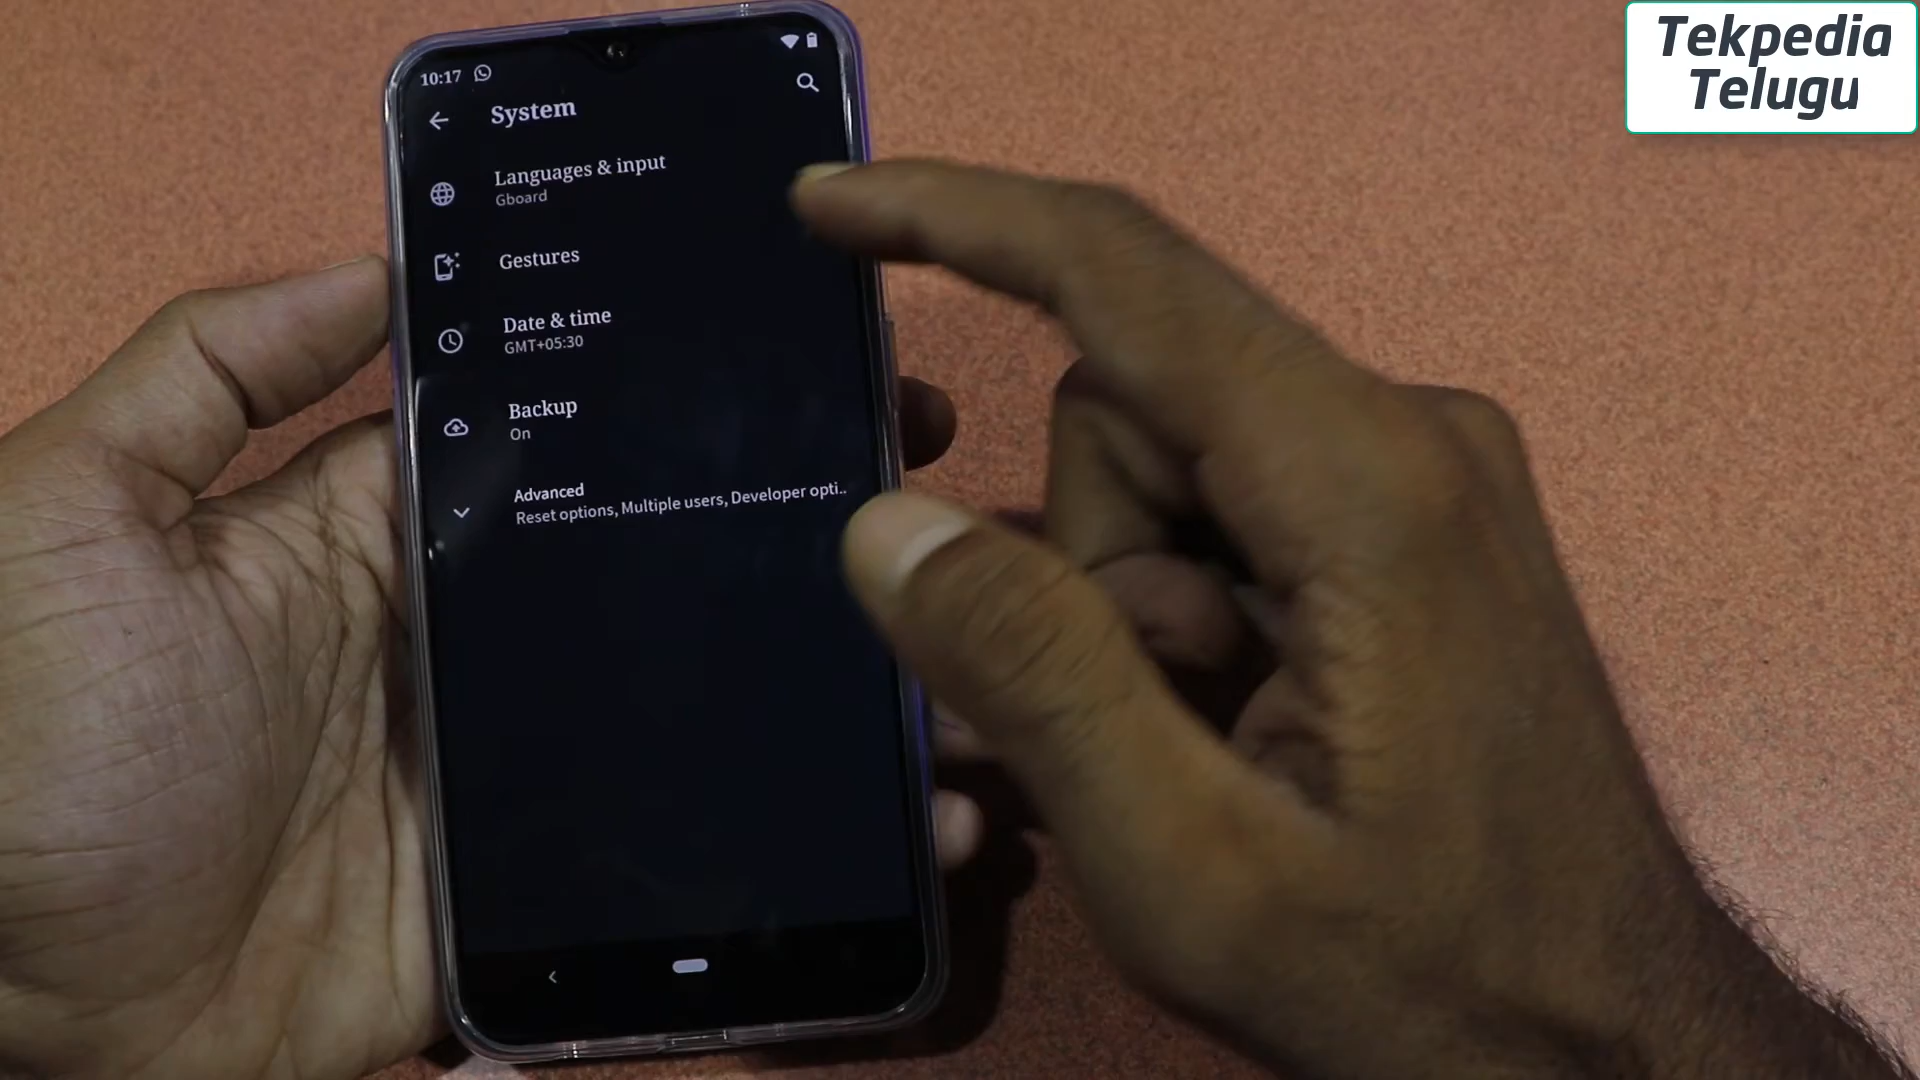 Tekpedia
Telugu
10:17
System
Languages & input
Gboard
Gestures
Date & time
GMT+05:30
Backup
On
Advanced
Reset options, Multiple users, Developer opti..